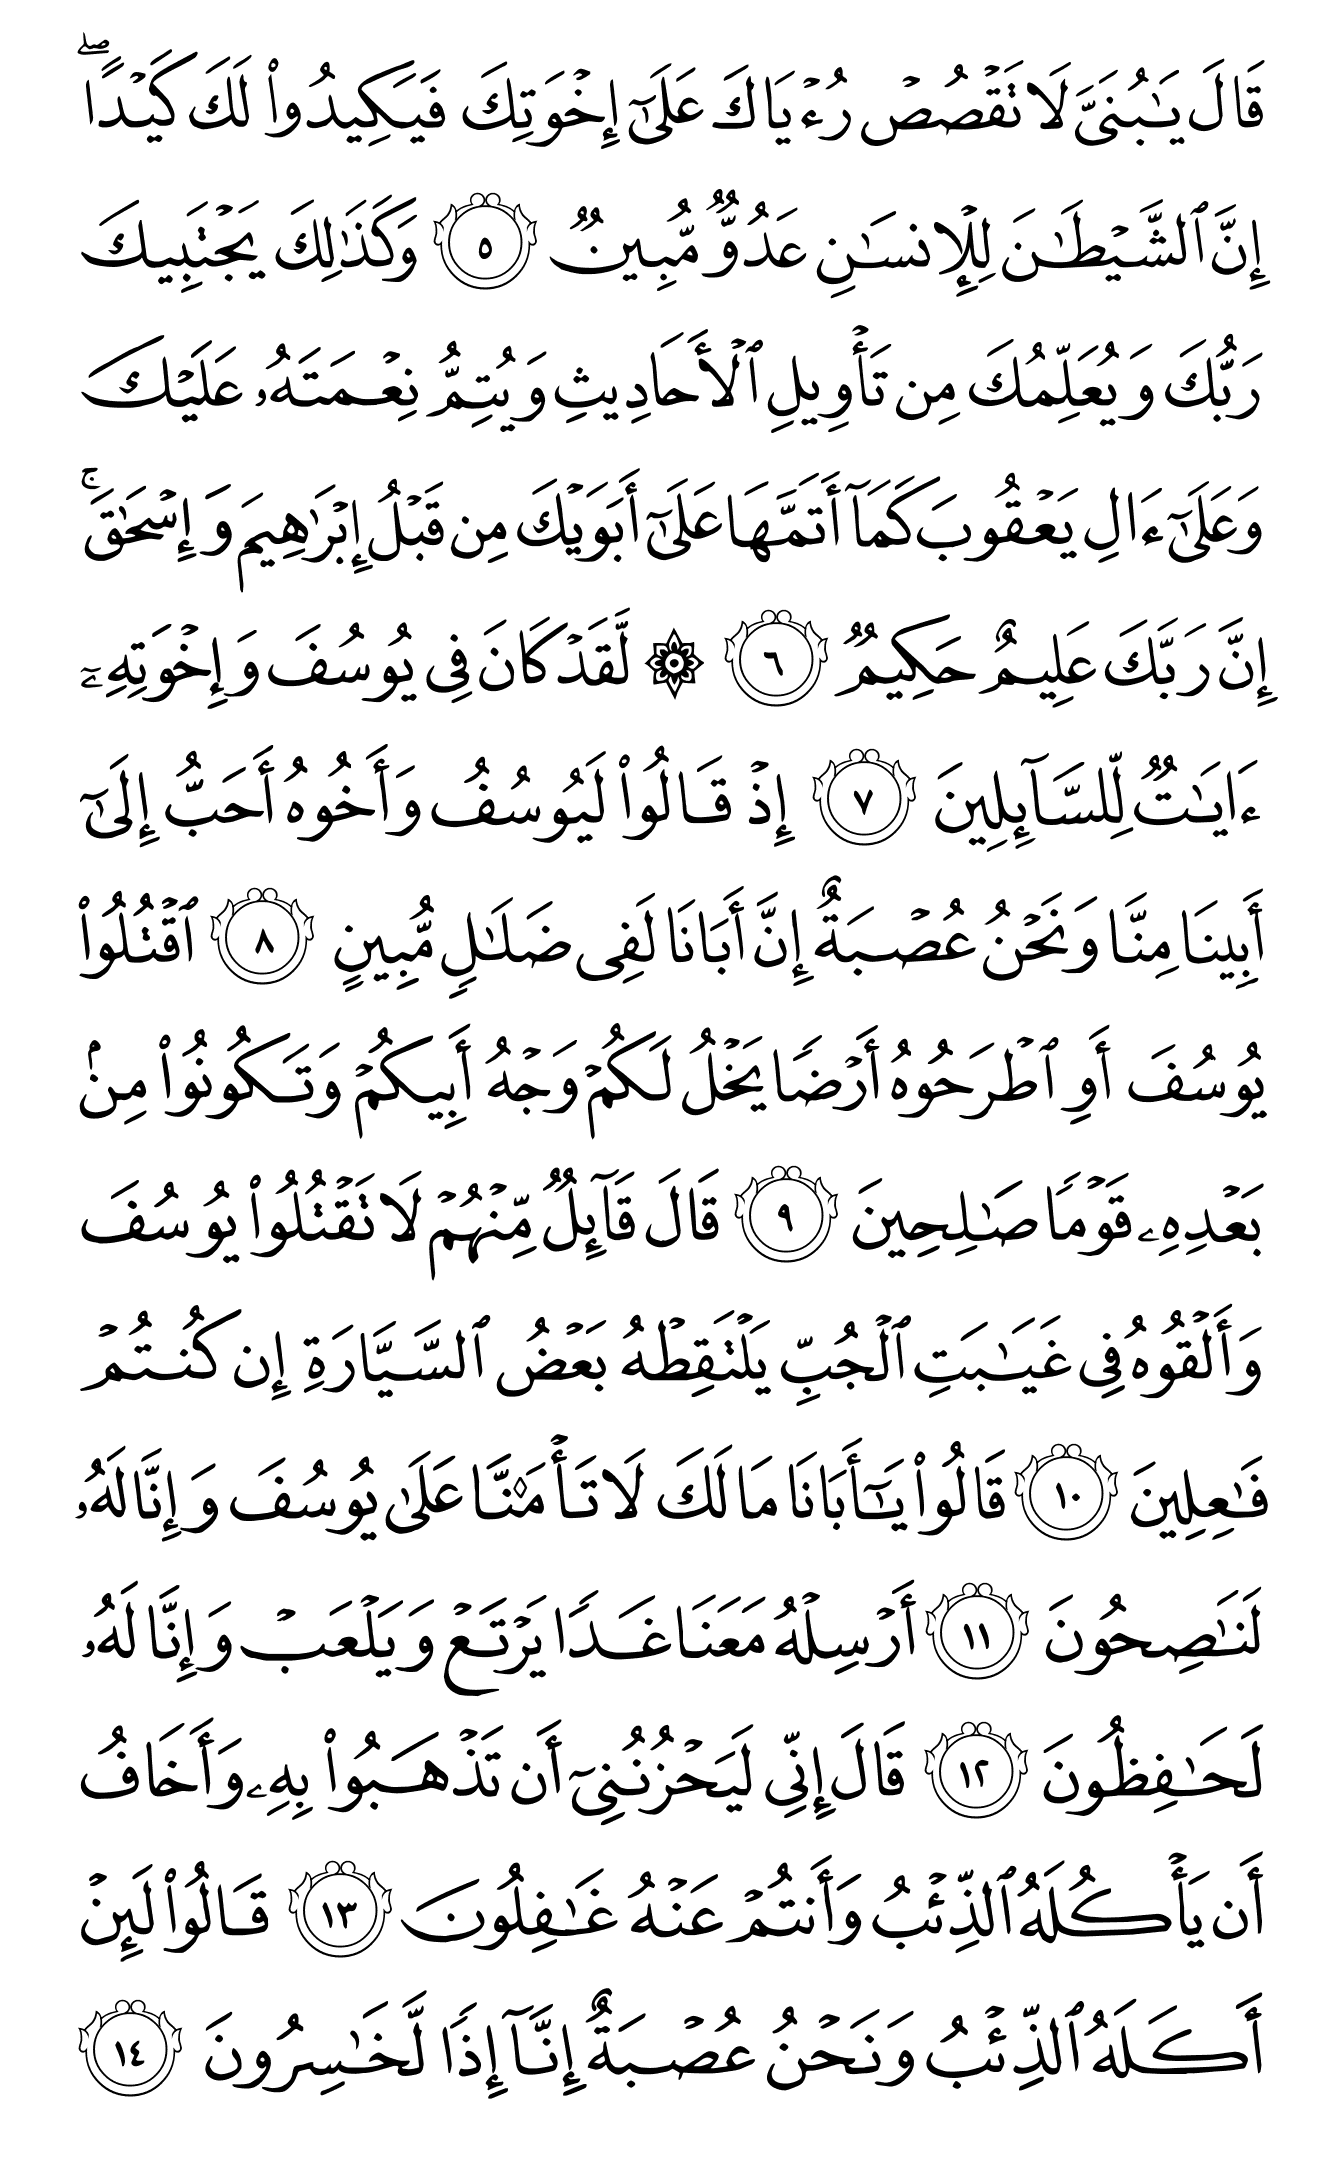 قَالَ يَـٰبُنَىَّ لَا تَقْصُصْ رُءْيَاكَ عَلَىٰٓ إِخْوَتِكَ فَيَكِيدُوا۟ لَكَ كَيْدًا ۖ
إِنَّ ٱلشَّيْطَـٰنَ لِلْإِنسَـٰنِ عَدُوٌّ مُّبِينٌ ٥ وَكَذَٰلِكَ يَجْتَبِيكَ
رَبُّكَ وَيُعَلِّمُكَ مِن تَأْوِيلِ ٱلْأَحَادِيثِ وَيُتِمُّ نِعْمَتَهُۥ عَلَيْكَ
وَعَلَىٰٓ ءَالِ يَعْقُوبَ كَمَآ أَتَمَّهَا عَلَىٰٓ أَبَوَيْكَ مِن قَبْلُ إِبْرَٰهِيمَ وَإِسْحَـٰقَ ۚ
إِنَّ رَبَّكَ عَلِيمٌ حَكِيمٌ ٦ ۞ لَّقَدْ كَانَ فِى يُوسُفَ وَإِخْوَتِهِۦٓ
ءَايَـٰتٌ لِّلسَّآئِلِينَ ٧ إِذْ قَالُوا۟ لَيُوسُفُ وَأَخُوهُ أَحَبُّ إِلَىٰٓ
أَبِينَا مِنَّا وَنَحْنُ عُصْبَةٌ إِنَّ أَبَانَا لَفِى ضَلَـٰلٍ مُّبِينٍ ٨ ٱقْتُلُوا۟
يُوسُفَ أَوِ ٱطْرَحُوهُ أَرْضًا يَخْلُ لَكُمْ وَجْهُ أَبِيكُمْ وَتَكُونُوا۟ مِنۢ
بَعْدِهِۦ قَوْمًا صَـٰلِحِينَ ٩ قَالَ قَآئِلٌ مِّنْهُمْ لَا تَقْتُلُوا۟ يُوسُفَ
وَأَلْقُوهُ فِى غَيَـٰبَتِ ٱلْجُبِّ يَلْتَقِطْهُ بَعْضُ ٱلسَّيَّارَةِ إِن كُنتُمْ
فَـٰعِلِينَ ١٠ قَالُوا۟ يَـٰٓأَبَانَا مَا لَكَ لَا تَأْمَ۫نَّا عَلَىٰ يُوسُفَ وَإِنَّا لَهُۥ
لَنَـٰصِحُونَ ١١ أَرْسِلْهُ مَعَنَا غَدًا يَرْتَعْ وَيَلْعَبْ وَإِنَّا لَهُۥ
لَحَـٰفِظُونَ ١٢ قَالَ إِنِّى لَيَحْزُنُنِىٓ أَن تَذْهَبُوا۟ بِهِۦ وَأَخَافُ
أَن يَأْكُلَهُ ٱلذِّئْبُ وَأَنتُمْ عَنْهُ غَـٰفِلُونَ ١٣ قَالُوا۟ لَئِنْ
أَكَلَهُ ٱلذِّئْبُ وَنَحْنُ عُصْبَةٌ إِنَّآ إِذًا لَّخَـٰسِرُونَ ١٤